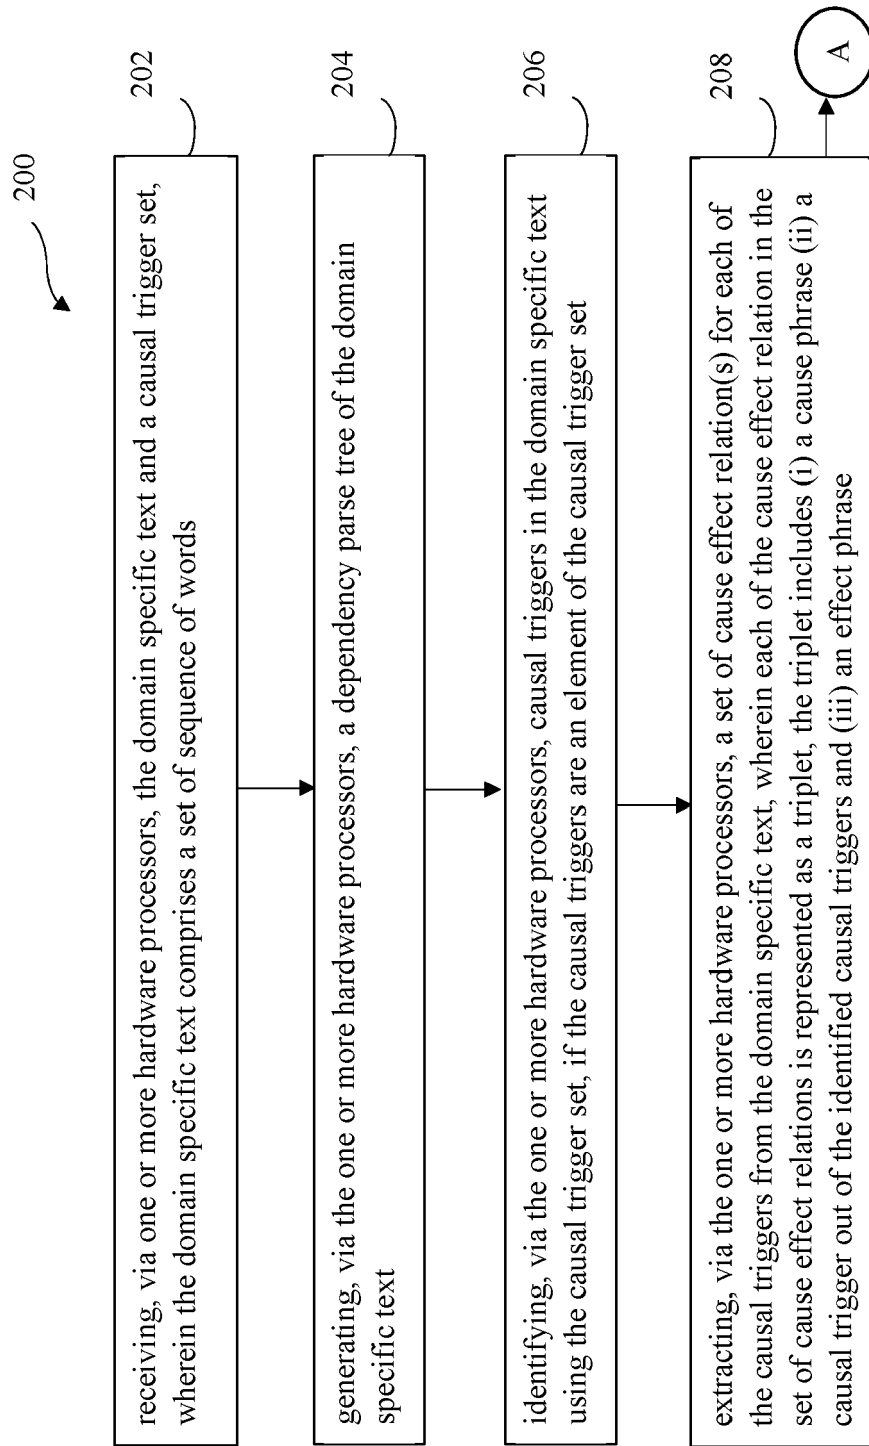 200
202
receiving, via one or more hardware processors, the domain specific text and a causal trigger set,
wherein the domain specific text comprises a set of sequence of words
204
generating, via the one or more hardware processors, a dependency parse tree of the domain
specific text
206
identifying, via the one or more hardware processors, causal triggers in the domain specific text
using the causal trigger set, if the causal triggers are an element of the causal trigger set
208
extracting, via the one or more hardware processors, a set of cause effect relation(s) for each of
the causal triggers from the domain specific text, wherein each of the cause effect relation in the
set of cause effect relations is represented as a triplet, the triplet includes (i) a cause phrase (ii) a
causal trigger out of the identified causal triggers and (iii) an effect phrase
A